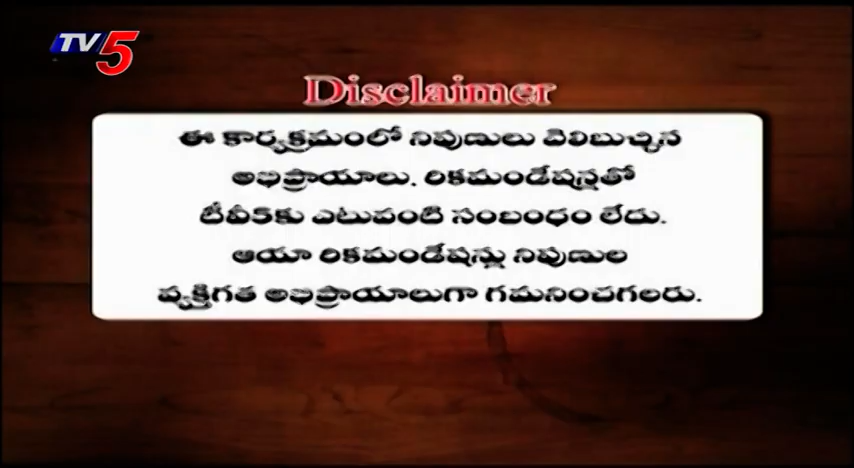 TV5
Disclaimer
ఈ కార్యక్రమంలో నిపుణులు వెలిబుచ్చిన
అభిప్రాయాలు, రికమండేషన్లతో
టీవీ5కు ఎటువంటి సంబంధం లేదు.
ఆయా రికమండేషన్లు నిపుణుల
వ్యక్తిగత అభిప్రాయాలుగా గమనించగలరు.